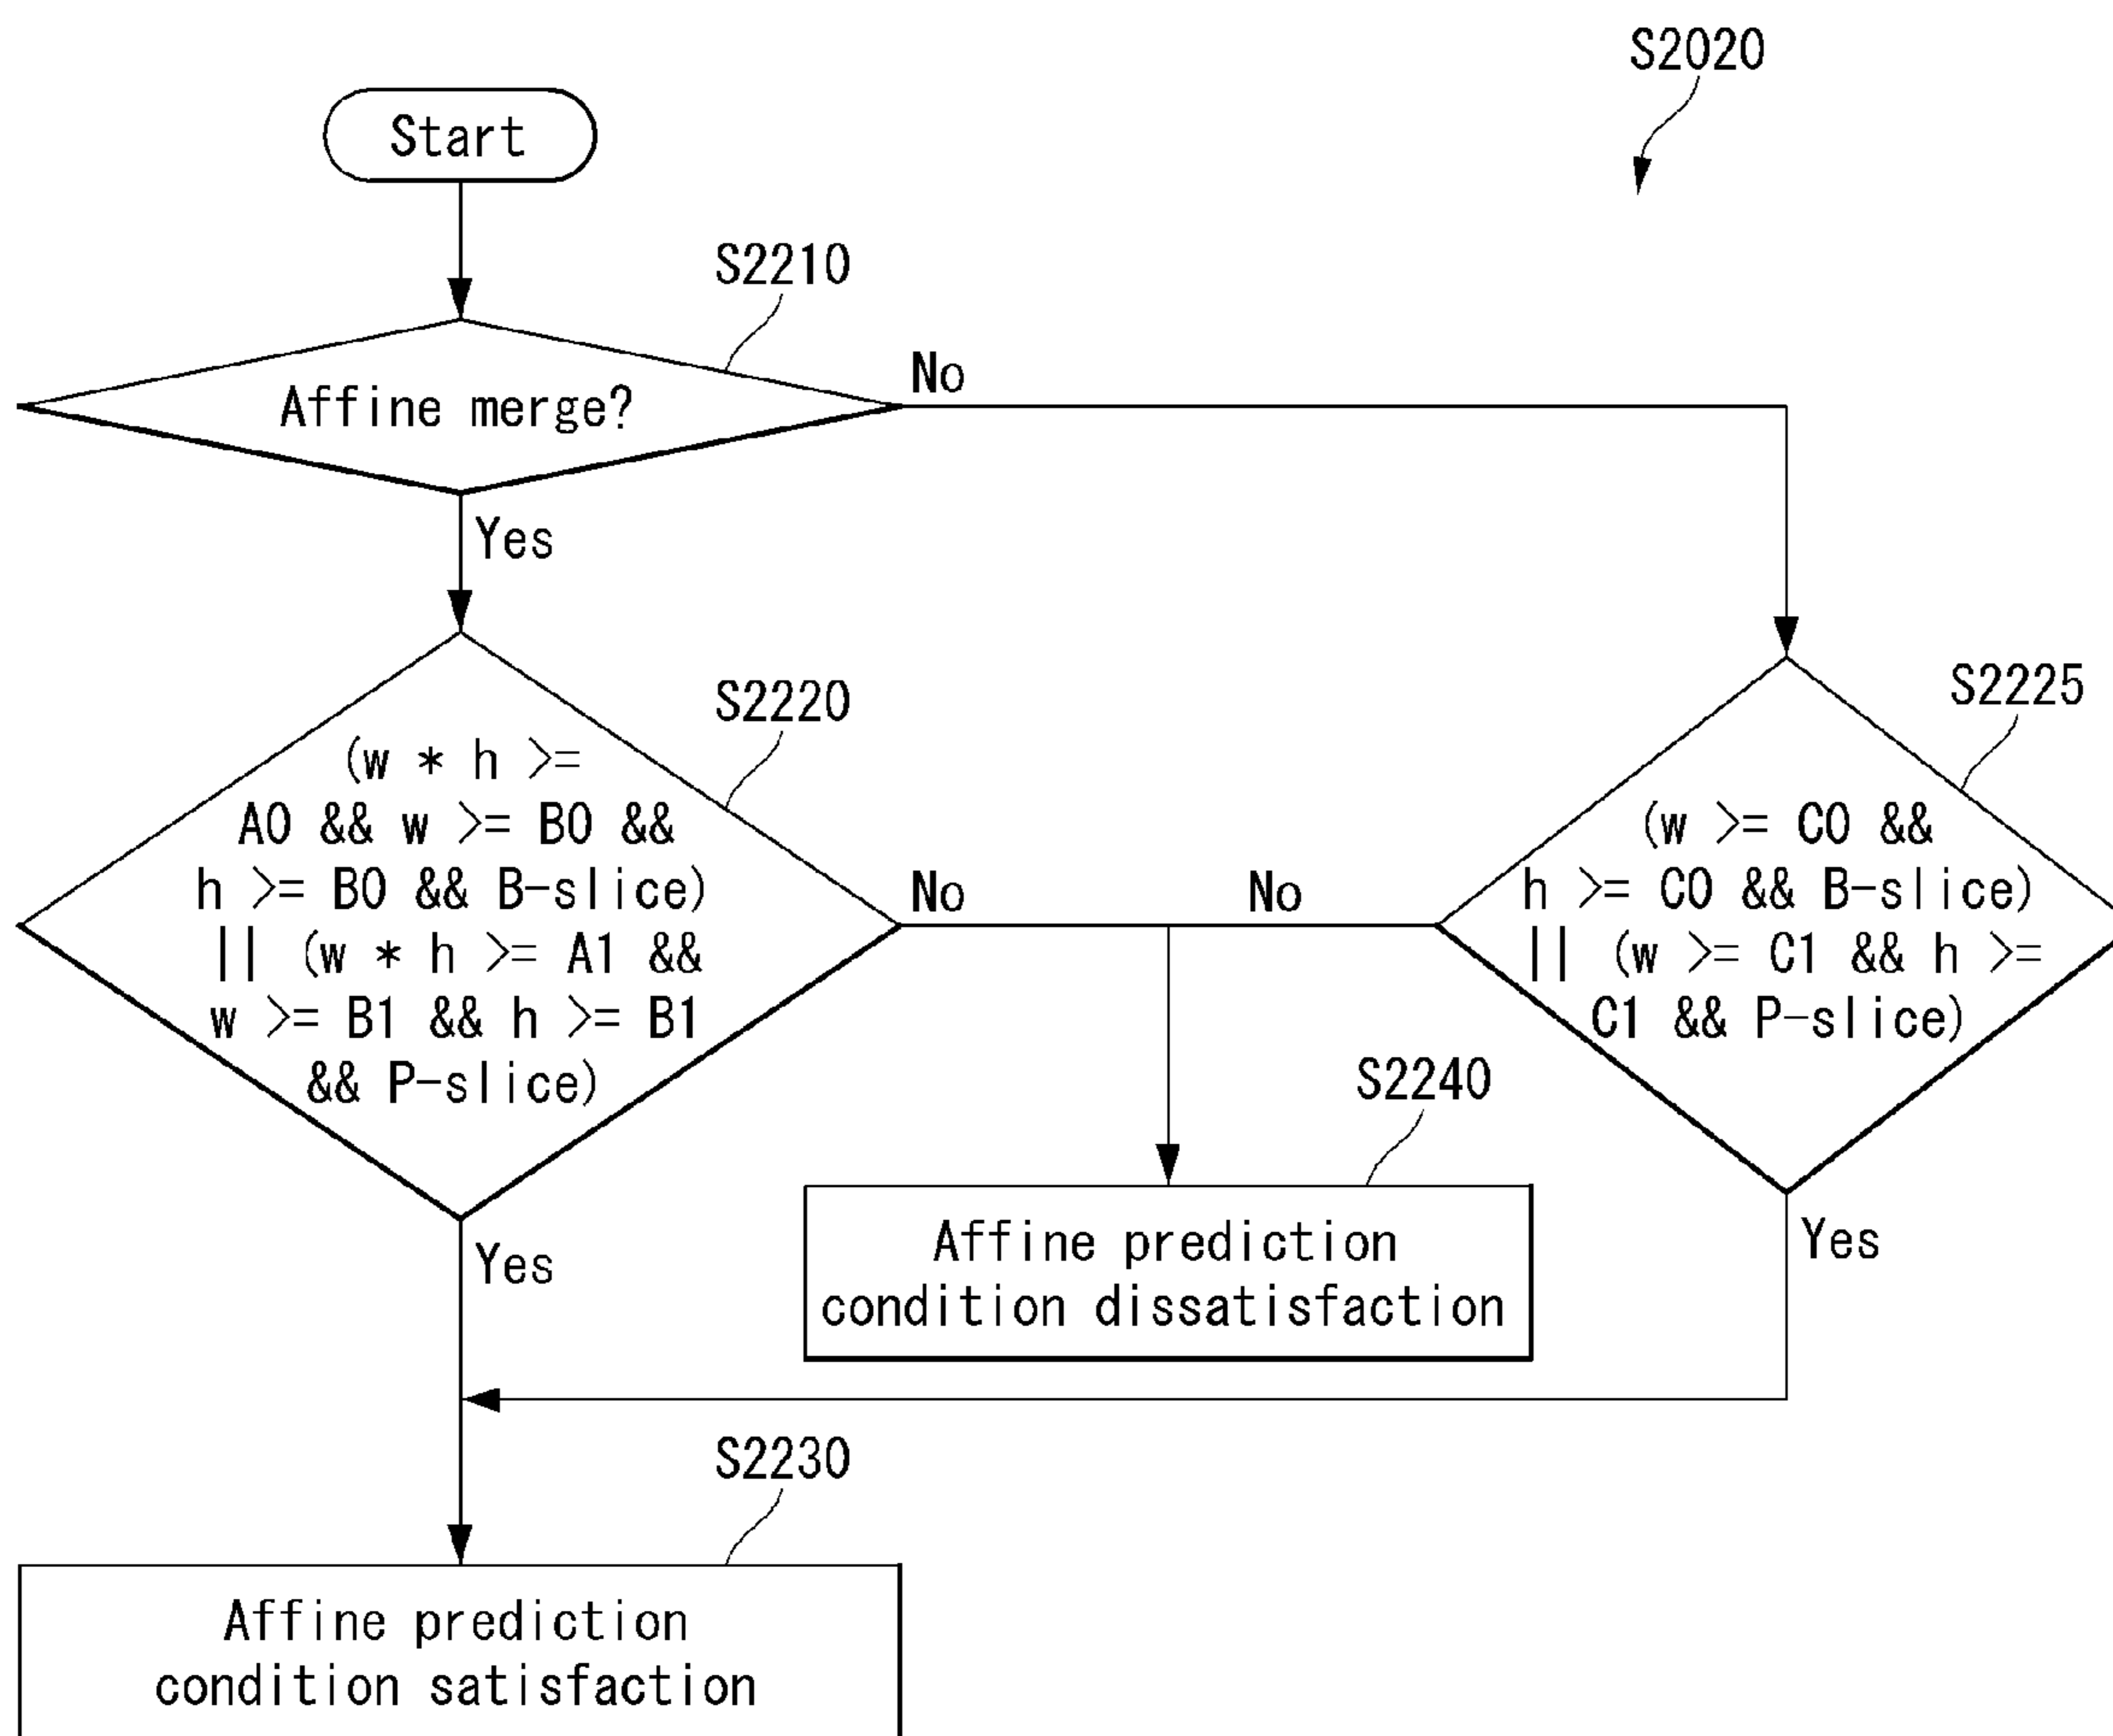 S2020
Start
S2210
Affine merge?
No
Yes
S2220
(w * h >=
A0 && w >= B0 &&
h >= B0 && B-slice)
|| (w * h >= A1 &&
w >= B1 && h >= B1
&& P-slice)
No
No
S2225
(w >= C0 &&
h >= C0 && B-slice)
|| (w >= C1 && h >=
C1 && P-slice)
S2240
Affine prediction
condition dissatisfaction
Yes
Yes
S2230
Affine prediction
condition satisfaction